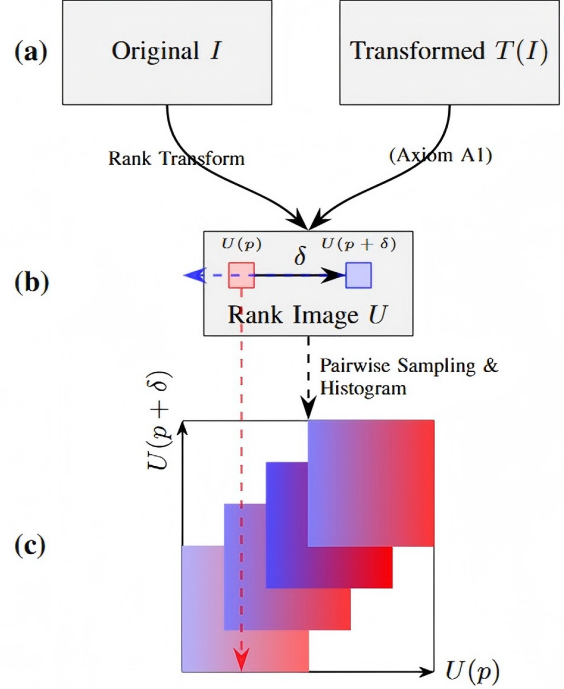 (a)
Original I
Transformed T(I)
Rank Transform
(Axiom A1)
(b)
U(p)
U(p + δ)
δ
Rank Image U
Pairwise Sampling &
Histogram
(c)
U(p + δ)
U(p)